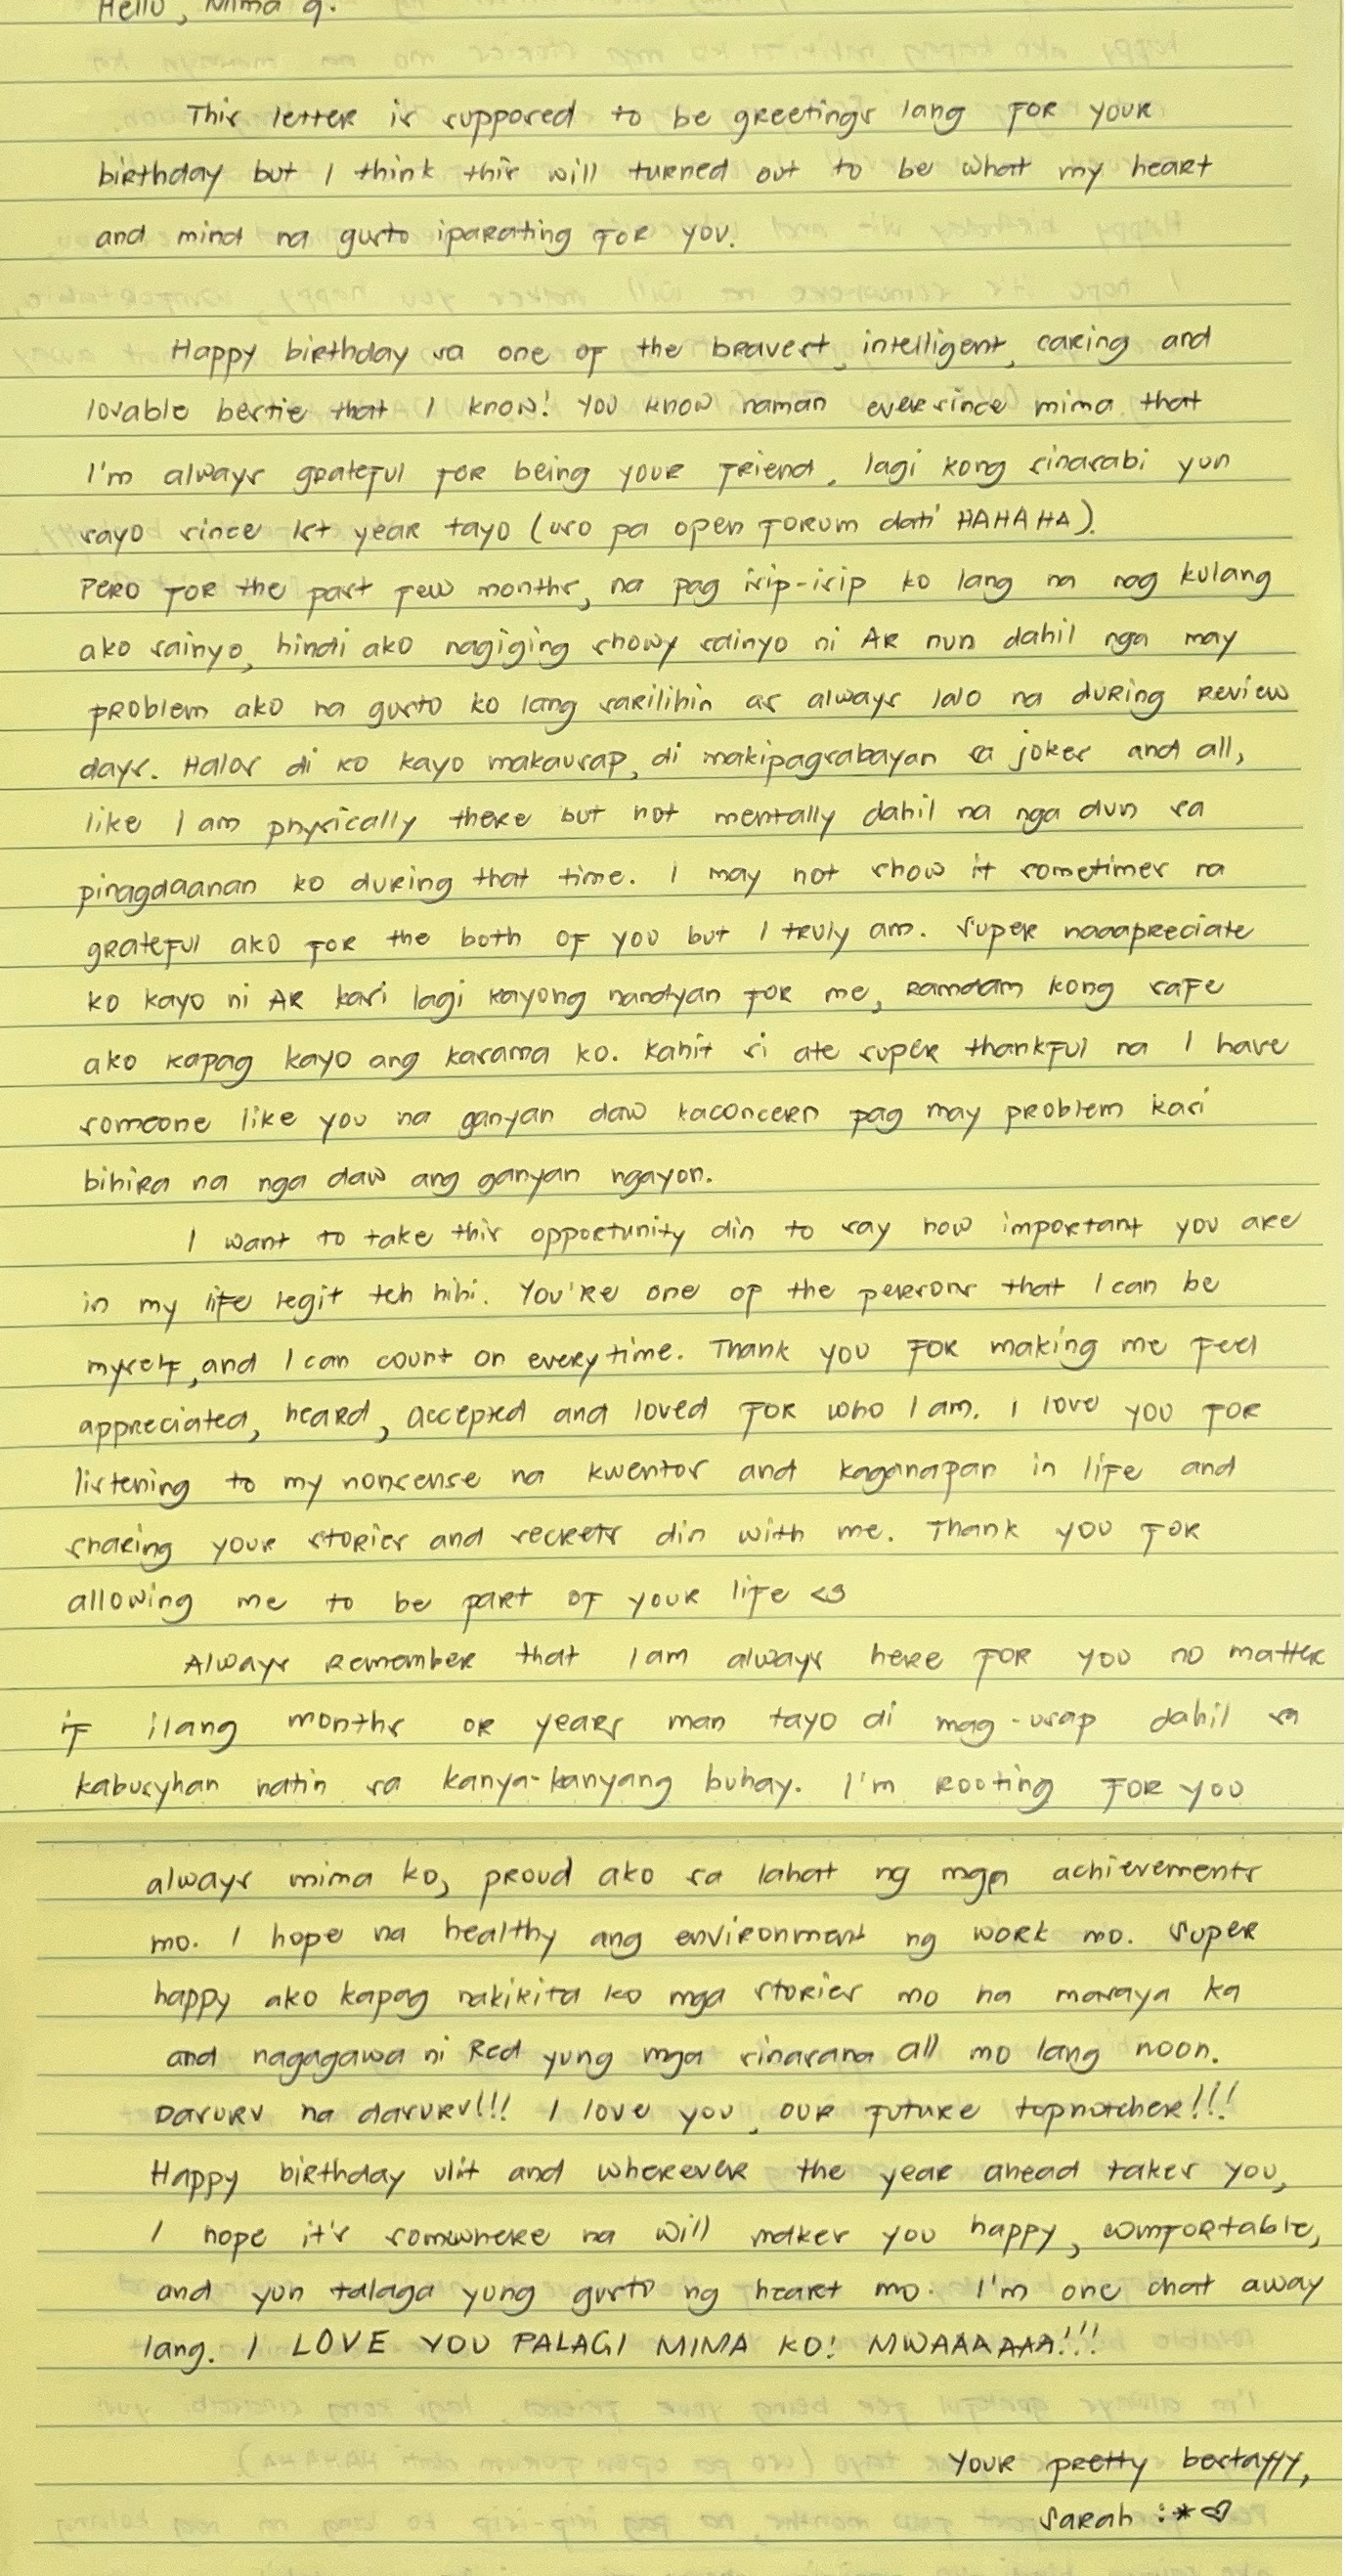 Hello, Mima q.
This letter is supposed to be greetings lang for your
birthday but I think this will turned out to be what my heart
and mind na gusto iparating for you.
Happy birthday sa one of the bravest, intelligent, caring and
lovable bestie that I know! You know naman eversince mima that
I'm always grateful for being your friend, lagi kong sinasabi yun
sayo since 1st year tayo (uso pa open forum dati HAHAHA).
Pero for the past few months, na pag isip-isip ko lang na nag kulang
ako sainyo, hindi ako nagiging showy sainyo ni AR nun dahil nga may
problem ako na gusto ko lang sarilihin as always lalo na during review
days. Halos di ko kayo makausap, di makipagsabayan sa jokes and all,
like I am physically there but not mentally dahil na nga dun sa
pinagdaanan ko during that time. I may not show it sometimes na
grateful ako for the both of you but I truly am. Super naaapreciate
ko kayo ni AR kasi lagi kayong nandyan for me, ramdam kong safe
ako kapag kayo ang kasama ko. Kahit si ate super thankful na I have
someone like you na ganyan daw kaconcern pag may problem kasi
bihira na nga daw ang ganyan ngayon.
I want to take this opportunity din to say how important you are
in my life legit teh hihi. You're one of the persons that I can be
myself, and I can count on everytime. Thank you for making me feel
appreciated, heard, accepted and loved for who I am. I love you for
listening to my nonsense na kwentos and kaganapan in life and
sharing your stories and secrets din with me. Thank you for
allowing me to be part of your life <3
Always remember that I am always here for you no matter
if ilang months or years man tayo di mag-usap dahil sa
kabusyhan natin sa kanya-kanyang buhay. I'm rooting for you
always mima ko, proud ako sa lahat ng mga achievements
mo. I hope na healthy ang environment ng work mo. Super
happy ako kapag nakikita ko mga stories mo na masaya ka
and nagagawa ni Red yung mga sinasana all mo lang noon.
Dasurv na dasurv!!! I love you, our future topnotcher!!!
Happy birthday ulit and wherever the year ahead takes you,
I hope it's somwhere na will makes you happy, comfortable,
and yun talaga yung gusto ng heart mo. I'm one chat away
lang. I LOVE YOU PALAGI MIMA KO! MWAAAAAA!!!
Your pretty bestayyy,
Sarah :*♡